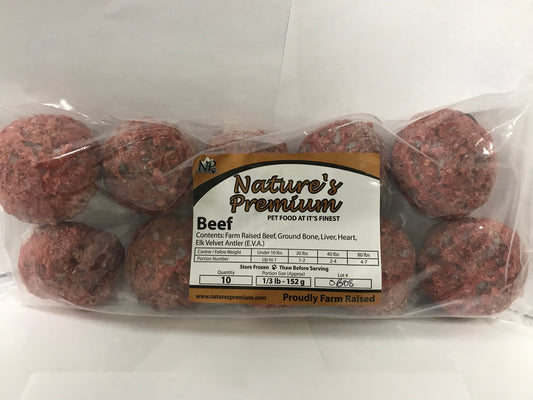 NP
Nature's
Premium
PET FOOD AT IT'S FINEST
Beef
Contents: Farm Raised Beef, Ground Bone, Liver, Heart,
Elk Velvet Antler (E.V.A.)
Canine / Feline Weight Under 10 lbs 20 lbs 40 lbs 80 lbs
Portion Number Up to 1 1-2 2-4 4-7
Store Frozen Thaw Before Serving
Quantity Portion Size (Approx) Lot #
10 1/3 lb - 152 g
www.naturespremium.com Proudly Farm Raised